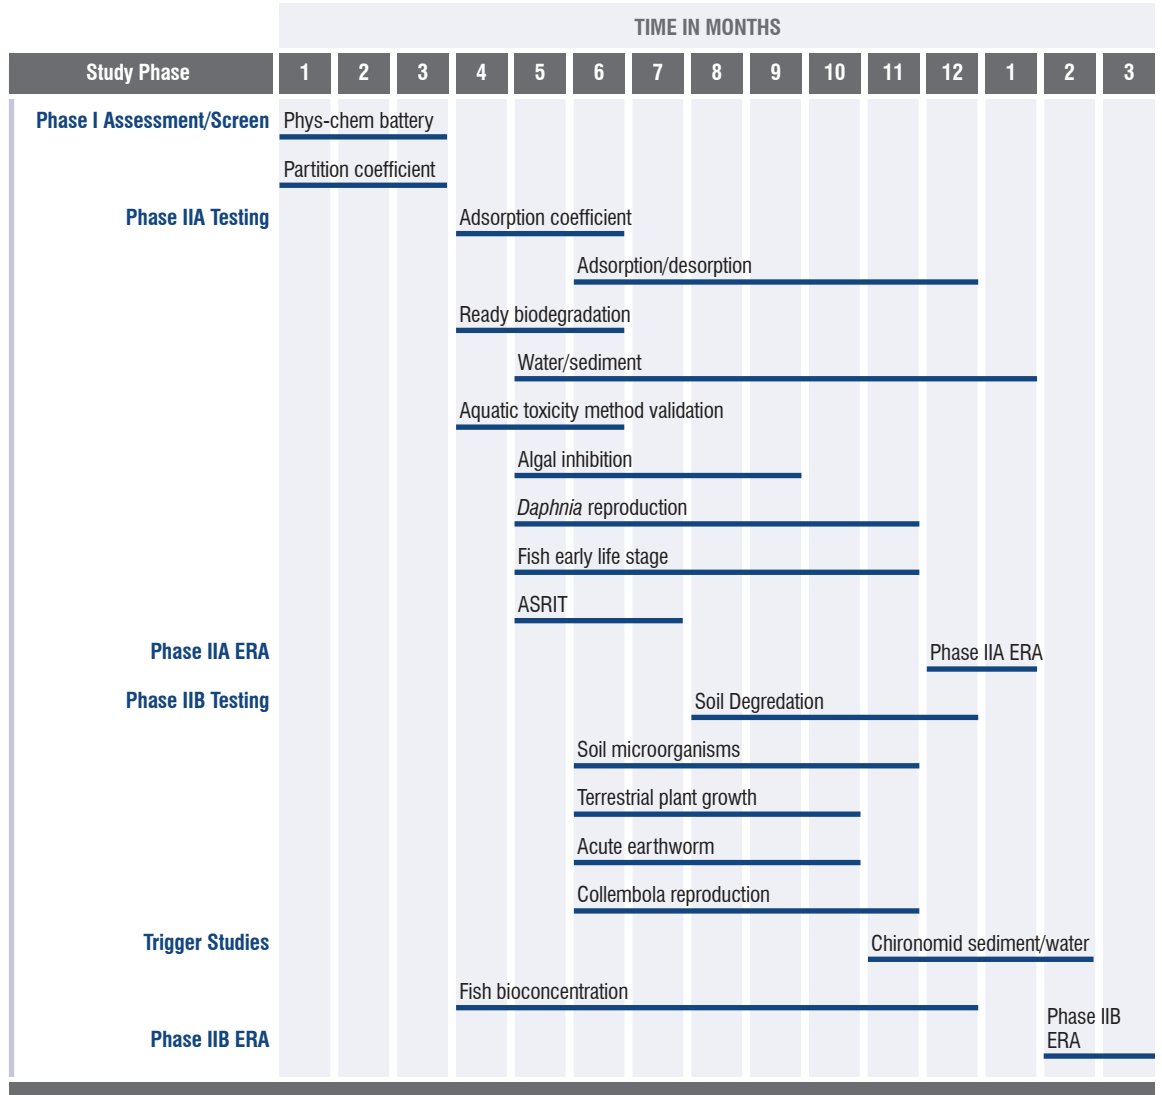 TIME IN MONTHS
Study Phase 1 2 3 4 5 6 7 8 9 10 11 12 1 2 3
Phase I Assessment/Screen Phys-chem battery
Partition coefficient
Phase IIA Testing Adsorption coefficient
Adsorption/desorption
Ready biodegradation
Water/sediment
Aquatic toxicity method validation
Algal inhibition
Daphnia reproduction
Fish early life stage
ASRIT
Phase IIA ERA Phase IIA ERA
Phase IIB Testing Soil Degredation
Soil microorganisms
Terrestrial plant growth
Acute earthworm
Collembola reproduction
Trigger Studies Chironomid sediment/water
Fish bioconcentration
Phase IIB
Phase IIB ERA ERA